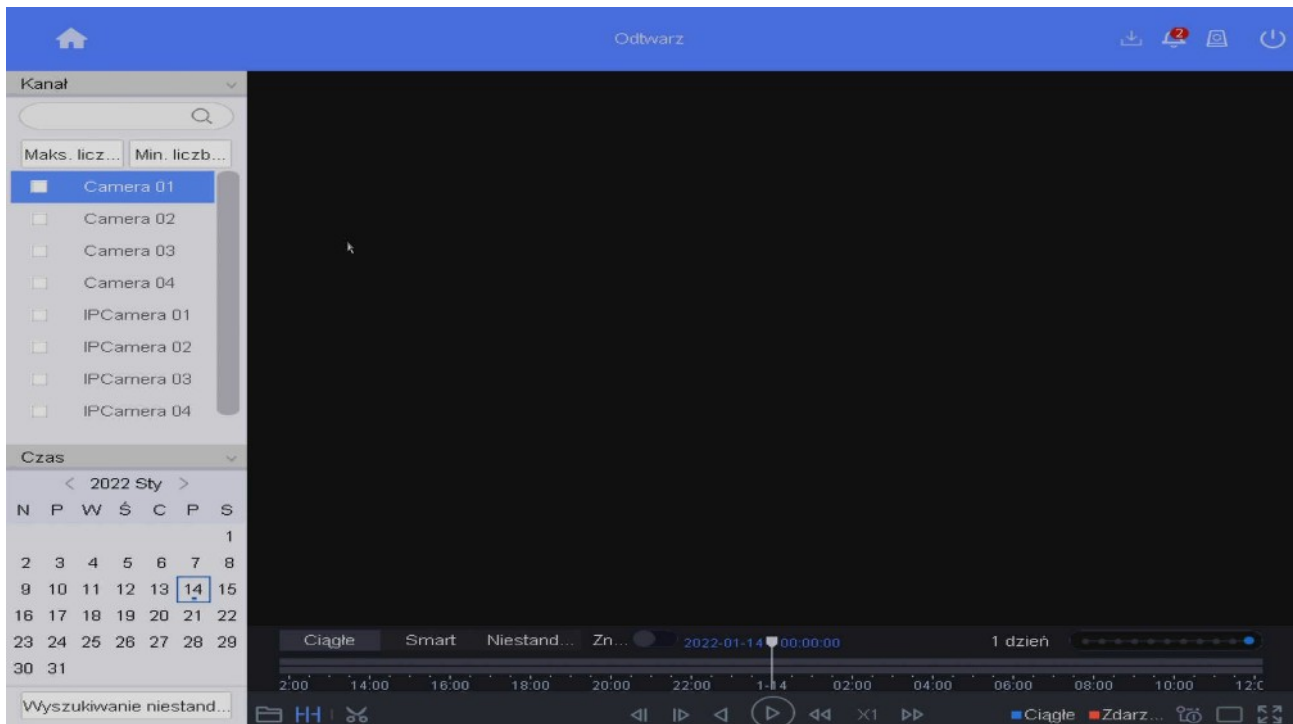 Odtwarz
2
Kanał
Maks. licz... Min. liczb...
Camera 01
Camera 02
Camera 03
Camera 04
IPCamera 01
IPCamera 02
IPCamera 03
IPCamera 04
Czas
< 2022 Sty >
N P W Ś C P S
1
2 3 4 5 6 7 8
9 10 11 12 13 14 15
16 17 18 19 20 21 22
23 24 25 26 27 28 29
30 31
Wyszukiwanie niestand...
Ciągłe Smart Niestand... Zn... 2022-01-14 00:00:00 1 dzień
2:00 14:00 16:00 18:00 20:00 22:00 1-14 02:00 04:00 06:00 08:00 10:00 12:0
X1 Ciągłe Zdarz...